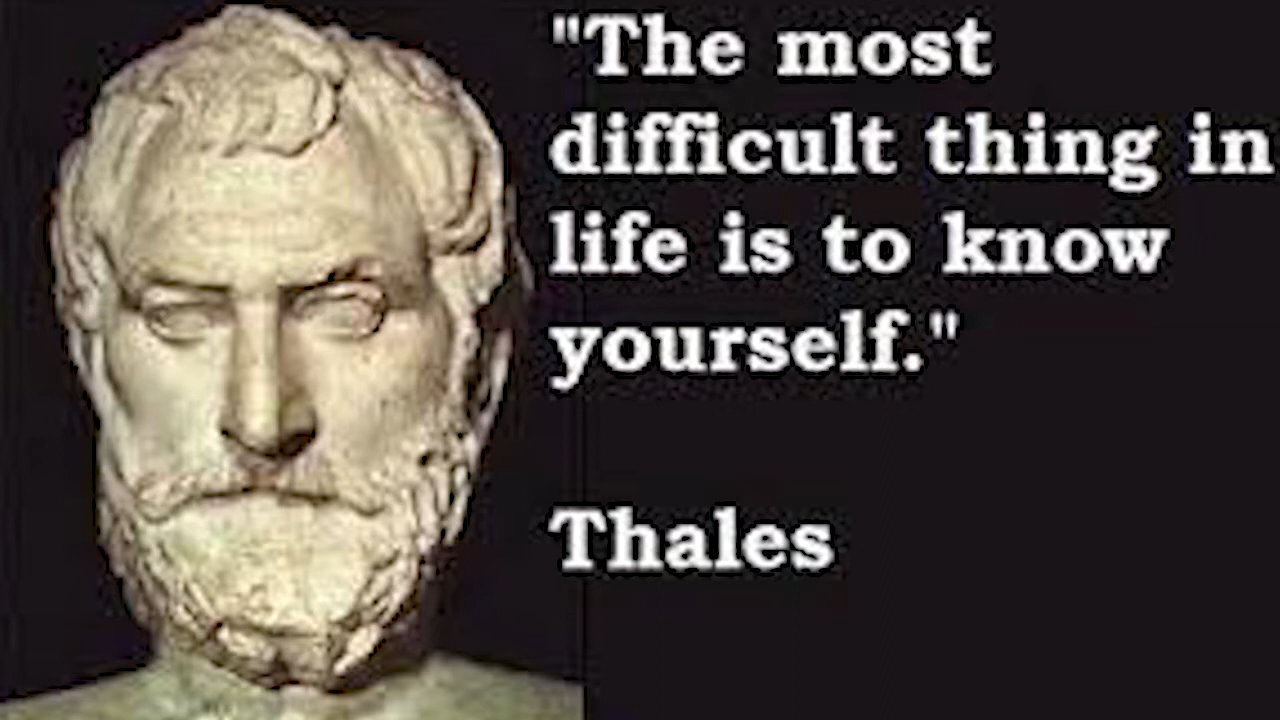 "The most
difficult thing in
life is to know
yourself."
Thales